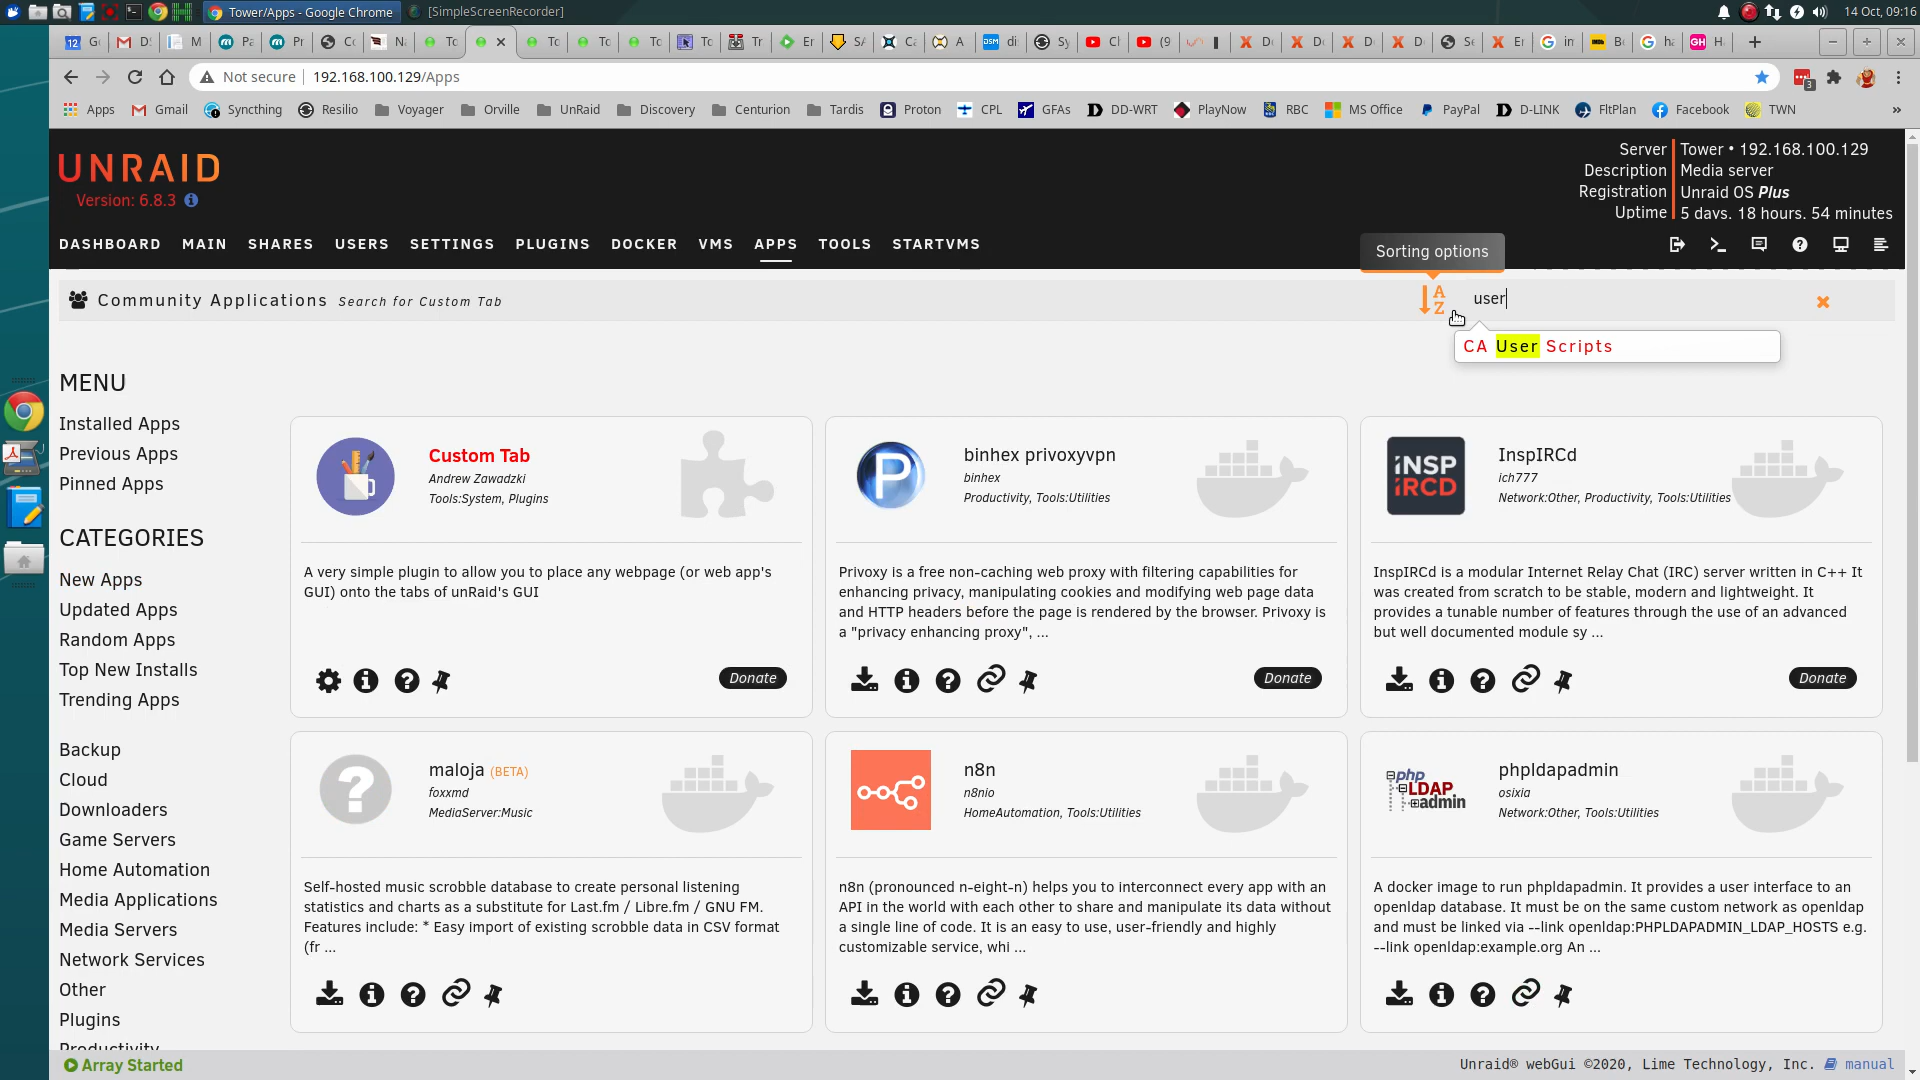 Tower/Apps - Google Chrome
[SimpleScreenRecorder]
14 Oct, 09:16
Not secure
192.168.100.129/Apps
Apps
Gmail
Syncthing
Resilio
Voyager
Orville
UnRaid
Discovery
Centurion
Tardis
Proton
CPL
GFAs
DD-WRT
PlayNow
RBC
MS Office
PayPal
D-LINK
FltPlan
Facebook
TWN
»
UNRAID
Version: 6.8.3
Server
Description
Registration
Uptime
Tower • 192.168.100.129
Media server
Unraid OS Plus
5 days, 18 hours, 54 minutes
DASHBOARD MAIN SHARES USERS SETTINGS PLUGINS DOCKER VMS APPS TOOLS STARTVMS
Sorting options
Community Applications Search for Custom Tab
A
Z
user
CA User Scripts
MENU
Installed Apps
Previous Apps
Pinned Apps
CATEGORIES
New Apps
Updated Apps
Random Apps
Top New Installs
Trending Apps
Backup
Cloud
Downloaders
Game Servers
Home Automation
Media Applications
Media Servers
Network Services
Other
Plugins
Productivity
Custom Tab
Andrew Zawadzki
Tools:System, Plugins
A very simple plugin to allow you to place any webpage (or web app's
GUI) onto the tabs of unRaid's GUI
Donate
binhex privoxyvpn
binhex
Productivity, Tools:Utilities
Privoxy is a free non-caching web proxy with filtering capabilities for
enhancing privacy, manipulating cookies and modifying web page data
and HTTP headers before the page is rendered by the browser. Privoxy is
a "privacy enhancing proxy", ...
Donate
INSP
IRCD
InspIRCd
ich777
Network:Other, Productivity, Tools:Utilities
InspIRCd is a modular Internet Relay Chat (IRC) server written in C++ It
was created from scratch to be stable, modern and lightweight. It
provides a tunable number of features through the use of an advanced
but well documented module sy ...
Donate
maloja (BETA)
foxxmd
MediaServer:Music
Self-hosted music scrobble database to create personal listening
statistics and charts as a substitute for Last.fm / Libre.fm / GNU FM.
Features include: * Easy import of existing scrobble data in CSV format
(fr ...
n8n
n8nio
HomeAutomation, Tools:Utilities
n8n (pronounced n-eight-n) helps you to interconnect every app with an
API in the world with each other to share and manipulate its data without
a single line of code. It is an easy to use, user-friendly and highly
customizable service, whi ...
php
LDAP
admin
phpldapadmin
osixia
Network:Other, Tools:Utilities
A docker image to run phpldapadmin. It provides a user interface to an
openldap database. It must be on the same custom network as openldap
and must be linked via --link openldap:PHPLDAPADMIN_LDAP_HOSTS e.g.
--link openldap:example.org An ...
Array Started
Unraid® webGui ©2020, Lime Technology, Inc. manual